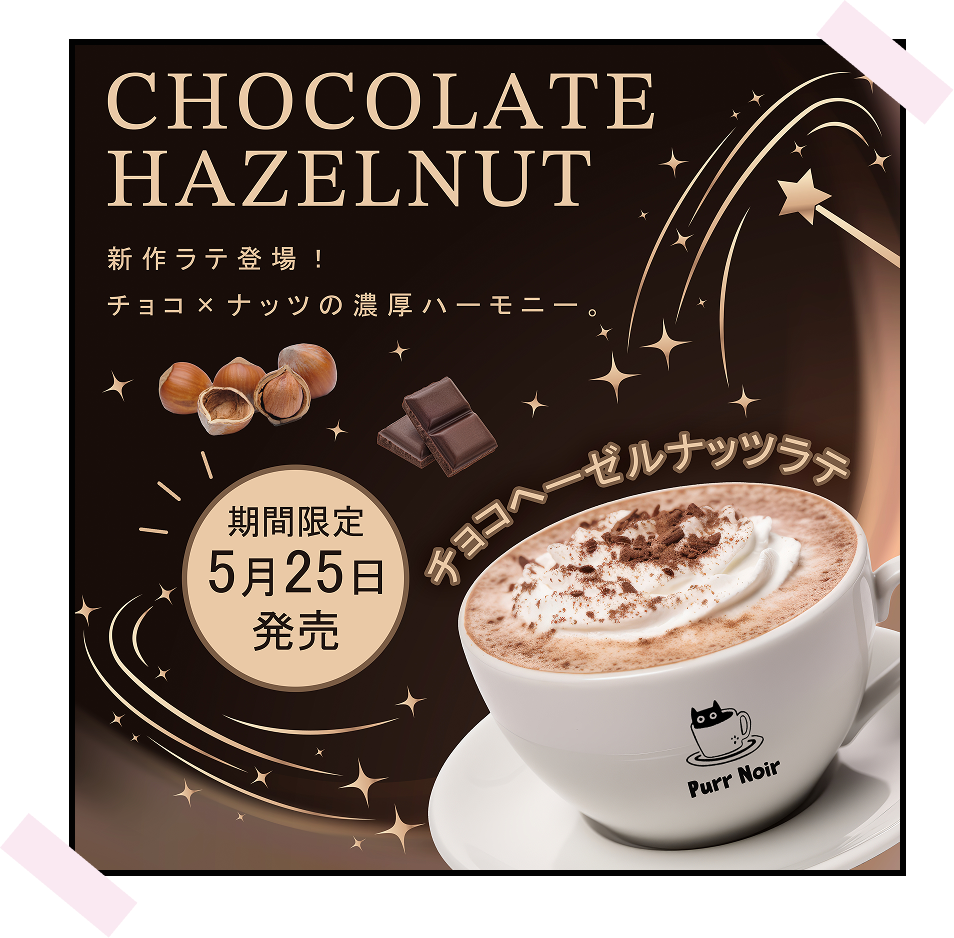 CHOCOLATE
HAZELNUT
新作ラテ登場！
チョコ×ナッツの濃厚ハーモニー。
チョコヘーゼルナッツラテ
期間限定
5月25日
発売
Purr Noir